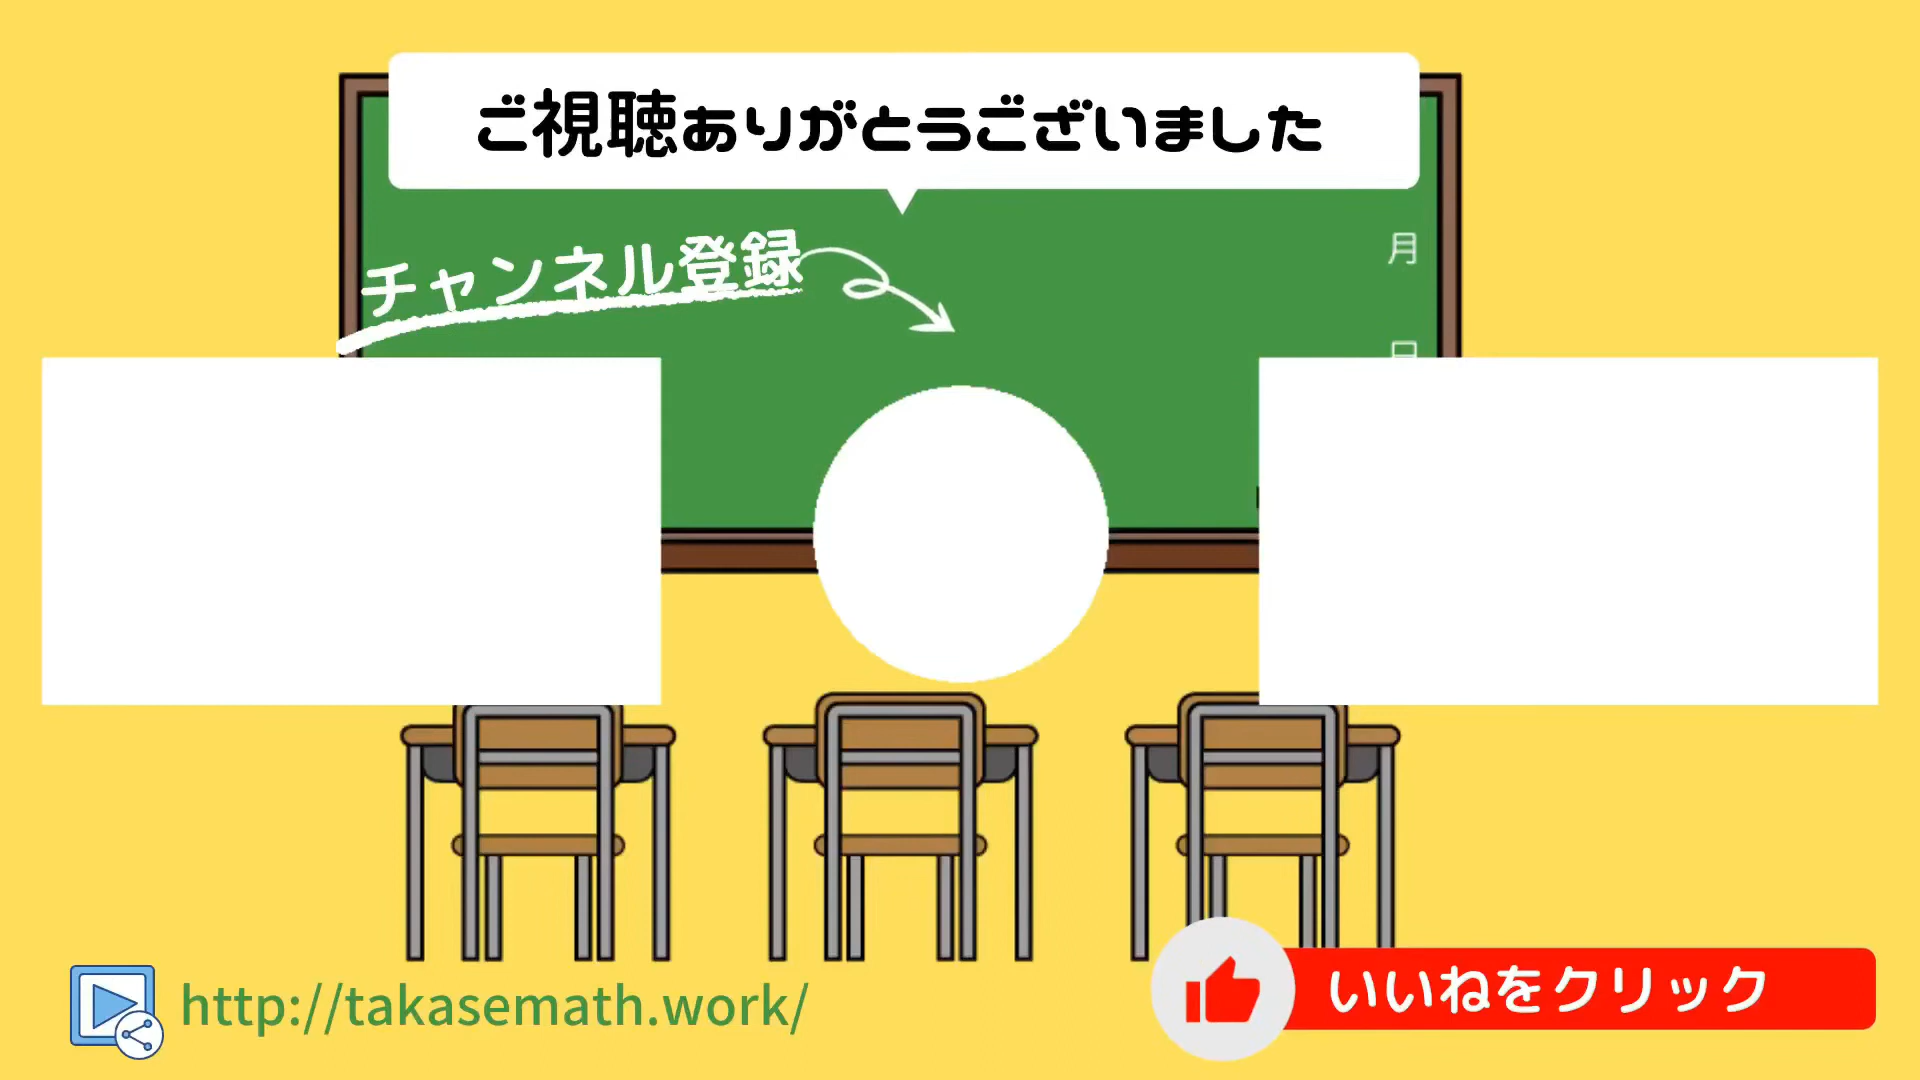 ご視聴ありがとうございました
チャンネル登録
月
日
http://takasemath.work/
いいねをクリック